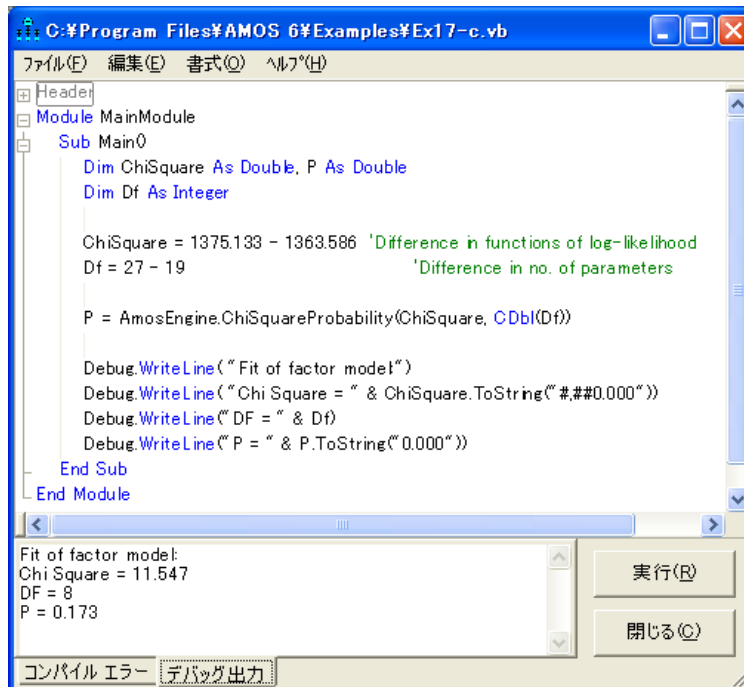 C:¥Program Files¥AMOS 6¥Examples¥Ex17-c.vb
ファイル(F) 編集(E) 書式(O) ヘルプ(H)
Header
Module MainModule
Sub Main()
Dim ChiSquare As Double, P As Double
Dim Df As Integer
ChiSquare = 1375.133 - 1363.586 'Difference in functions of log-likelihood
Df = 27 - 19 'Difference in no. of parameters
P = AmosEngine.ChiSquareProbability(ChiSquare, CDbl(Df))
Debug.WriteLine("Fit of factor model:")
Debug.WriteLine("Chi Square = " & ChiSquare.ToString("#,##0.000"))
Debug.WriteLine("DF = " & Df)
Debug.WriteLine("P = " & P.ToString("0.000"))
End Sub
End Module
Fit of factor model:
Chi Square = 11.547
DF = 8
P = 0.173
実行(R)
閉じる(C)
コンパイル エラー デバッグ出力